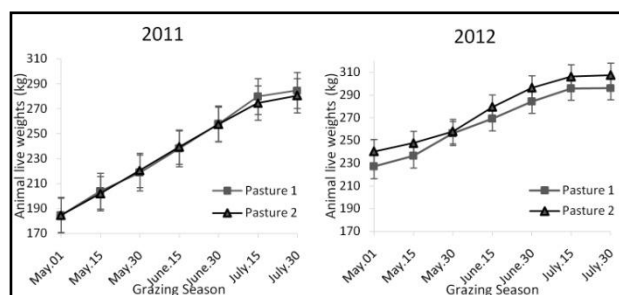 2011
Animal live weights (kg)
310
290
270
250
230
210
190
170
Pasture 1
Pasture 2
May.01
May.15
May.30
June.15
June.30
July.15
July.30
Grazing Season
2012
Animal live weights (kg)
310
290
270
250
230
210
190
170
Pasture 1
Pasture 2
May.01
May.15
May.30
June.15
June.30
July.15
July.30
Grazing Season